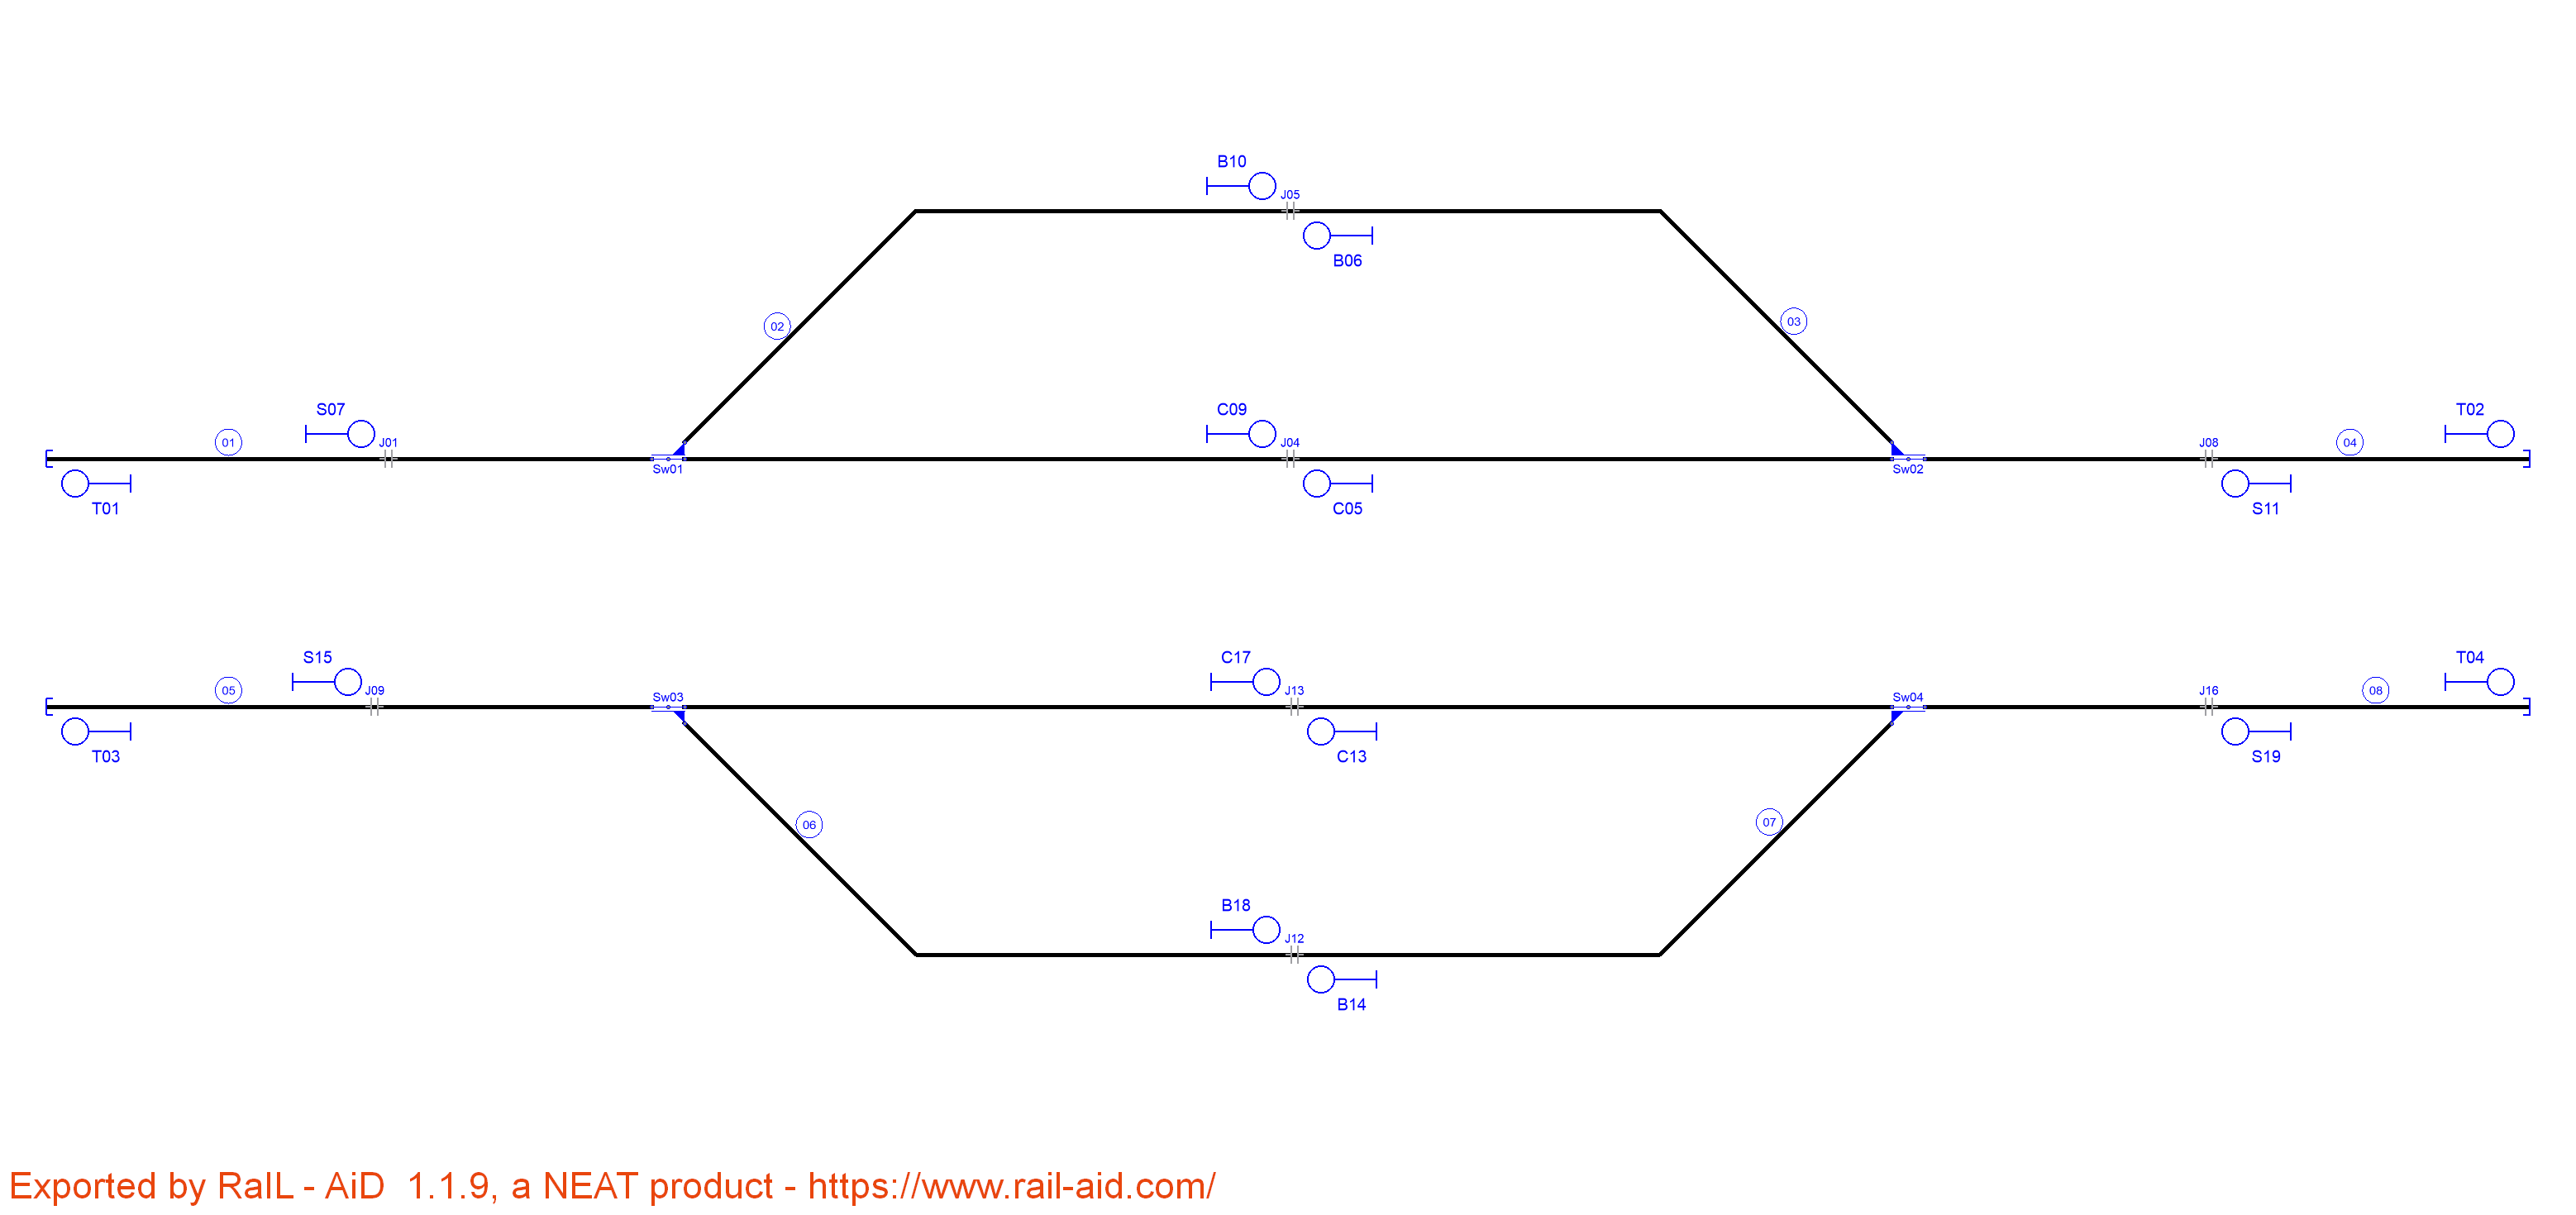 B10
J05
B06
02
03
S07
C09
T02
01
J01
J04
J08
04
Sw01
Sw02
T01
C05
S11
S15
C17
T04
05
J09
Sw03
J13
Sw04
J16
08
T03
C13
S19
06
07
B18
J12
B14
Exported by RaIL - AiD  1.1.9, a NEAT product - https://www.rail-aid.com/